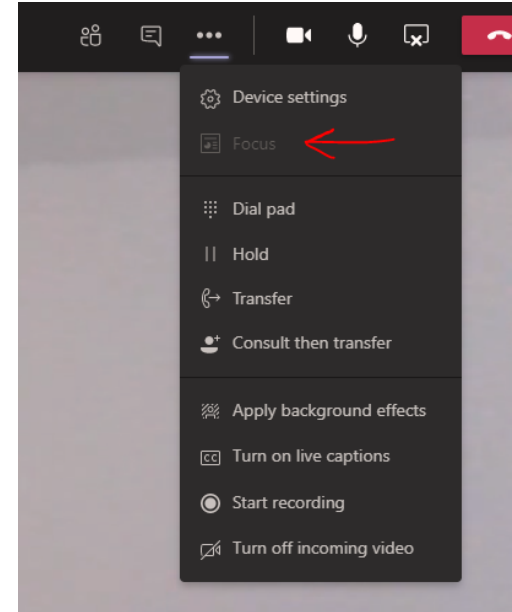 Device settings
Focus
Dial pad
Hold
Transfer
Consult then transfer
Apply background effects
CC Turn on live captions
Start recording
Turn off incoming video